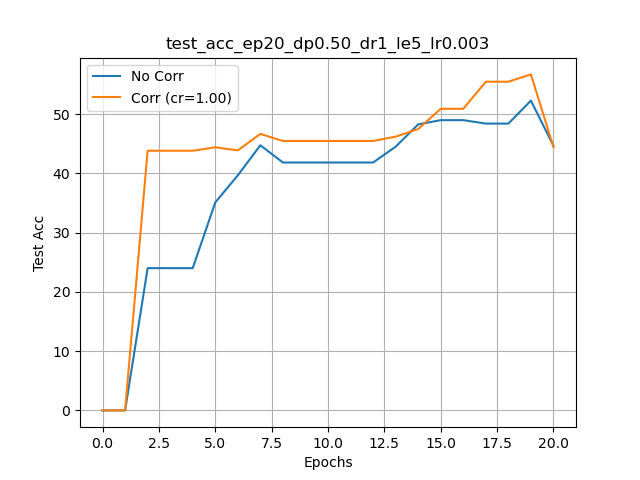 test_acc_ep20_dp0.50_dr1_le5_lr0.003
No Corr
Corr (cr=1.00)
50
40
30
20
10
0
Test Acc
0.0 2.5 5.0 7.5 10.0 12.5 15.0 17.5 20.0
Epochs